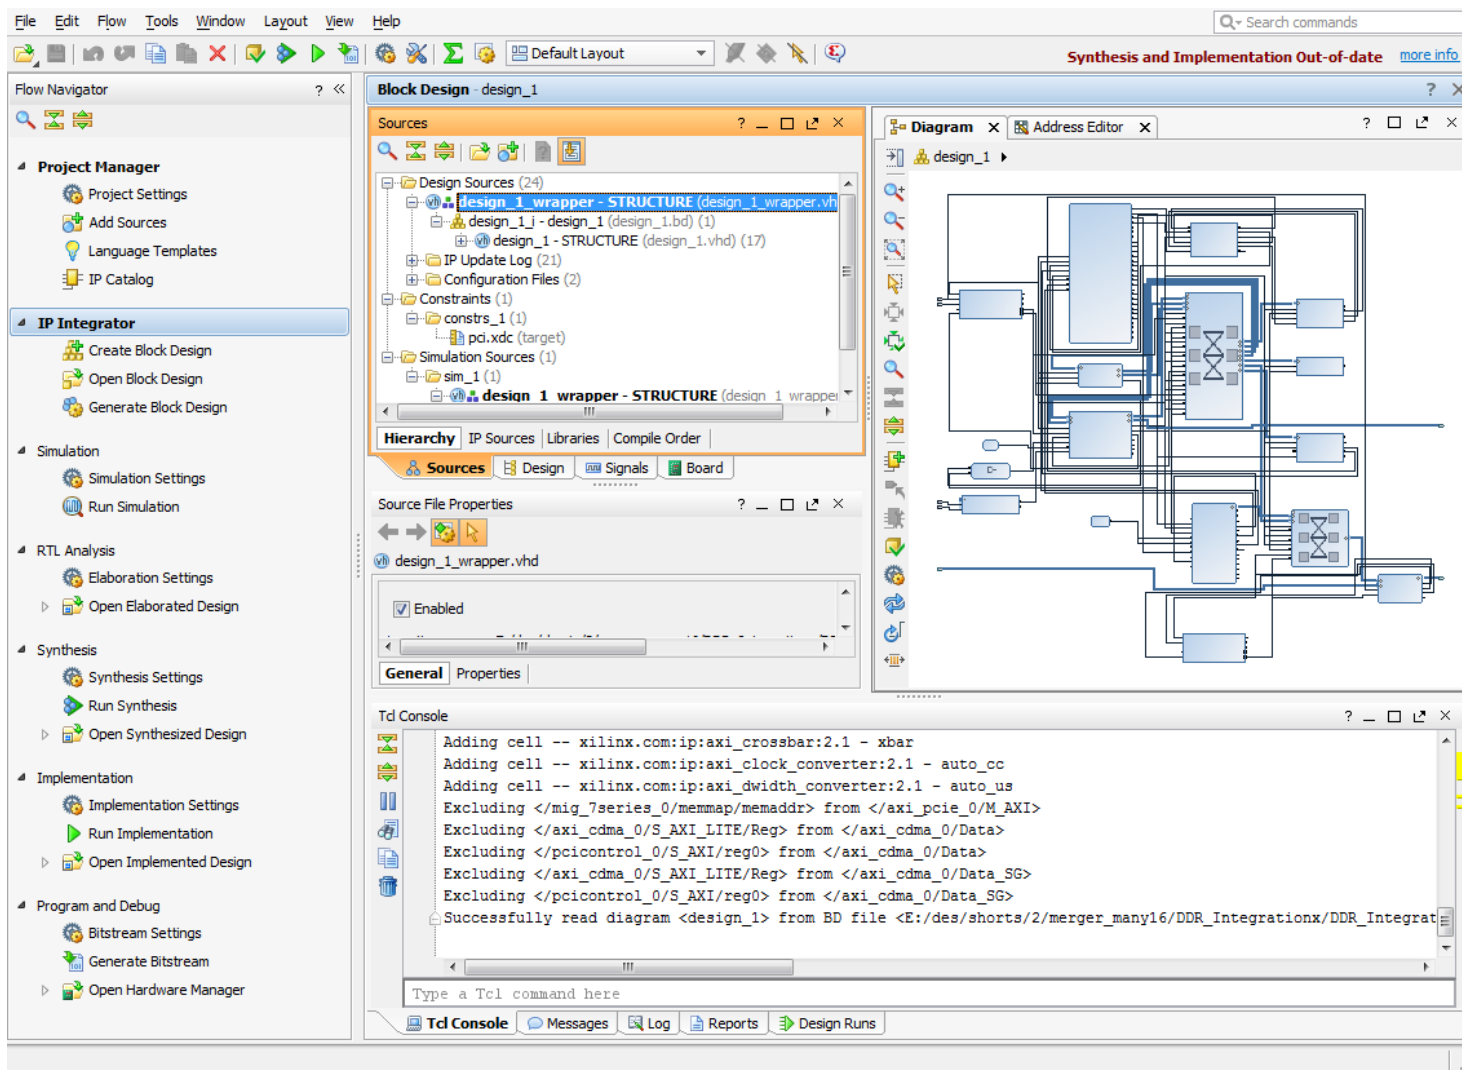 File Edit Flow Tools Window Layout View Help
Search commands
Default Layout
Synthesis and Implementation Out-of-date more info
Flow Navigator
Project Manager
Project Settings
Add Sources
Language Templates
IP Catalog
IP Integrator
Create Block Design
Open Block Design
Generate Block Design
Simulation
Simulation Settings
Run Simulation
RTL Analysis
Elaboration Settings
Open Elaborated Design
Synthesis
Synthesis Settings
Run Synthesis
Open Synthesized Design
Implementation
Implementation Settings
Run Implementation
Open Implemented Design
Program and Debug
Bitstream Settings
Generate Bitstream
Open Hardware Manager
Block Design - design_1
Sources
Design Sources (24)
design_1_wrapper - STRUCTURE (design_1_wrapper.vh
design_1_i - design_1 (design_1.bd) (1)
design_1 - STRUCTURE (design_1.vhd) (17)
IP Update Log (21)
Configuration Files (2)
Constraints (1)
constrs_1 (1)
pci.xdc (target)
Simulation Sources (1)
sim_1 (1)
design_1_wrapper - STRUCTURE (design_1_wrapper
Hierarchy IP Sources Libraries Compile Order
Sources Design Signals Board
Source File Properties
design_1_wrapper.vhd
Enabled
General Properties
Diagram Address Editor
design_1
Tcl Console
Adding cell -- xilinx.com:ip:axi_crossbar:2.1 - xbar
Adding cell -- xilinx.com:ip:axi_clock_converter:2.1 - auto_cc
Adding cell -- xilinx.com:ip:axi_dwidth_converter:2.1 - auto_us
Excluding </mig_7series_0/memmap/memaddr> from </axi_pcie_0/M_AXI>
Excluding </axi_cdma_0/S_AXI_LITE/Reg> from </axi_cdma_0/Data>
Excluding </pcicontrol_0/S_AXI/reg0> from </axi_cdma_0/Data>
Excluding </axi_cdma_0/S_AXI_LITE/Reg> from </axi_cdma_0/Data_SG>
Excluding </pcicontrol_0/S_AXI/reg0> from </axi_cdma_0/Data_SG>
Successfully read diagram <design_1> from BD file <E:/des/shorts/2/merger_many16/DDR_Integrationx/DDR_Integrat
Type a Tcl command here
Tcl Console Messages Log Reports Design Runs